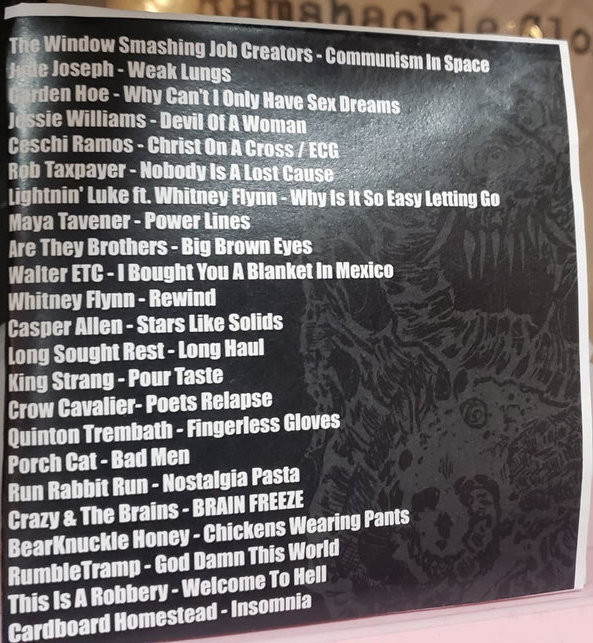 Ramshackle Glo
The Window Smashing Job Creators - Communism In Space
Jude Joseph - Weak Lungs
Garden Hoe - Why Can't I Only Have Sex Dreams
Jessie Williams - Devil Of A Woman
Ceschi Ramos - Christ On A Cross / ECG
Rob Taxpayer - Nobody Is A Lost Cause
Lightnin' Luke ft. Whitney Flynn - Why Is It So Easy Letting Go
Maya Tavener - Power Lines
Are They Brothers - Big Brown Eyes
Walter ETC - I Bought You A Blanket In Mexico
Whitney Flynn - Rewind
Casper Allen - Stars Like Solids
Long Sought Rest - Long Haul
King Strang - Pour Taste
Crow Cavalier- Poets Relapse
Quinton Trembath - Fingerless Gloves
Porch Cat - Bad Men
Run Rabbit Run - Nostalgia Pasta
Crazy & The Brains - BRAIN FREEZE
BearKnuckle Honey - Chickens Wearing Pants
RumbleTramp - God Damn This World
This Is A Robbery - Welcome To Hell
Cardboard Homestead - Insomnia